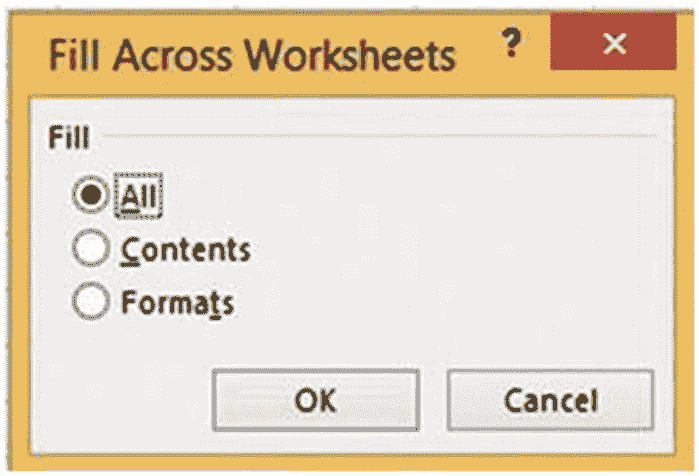 Fill Across Worksheets ? ×
Fill
All
Contents
Formats
OK Cancel